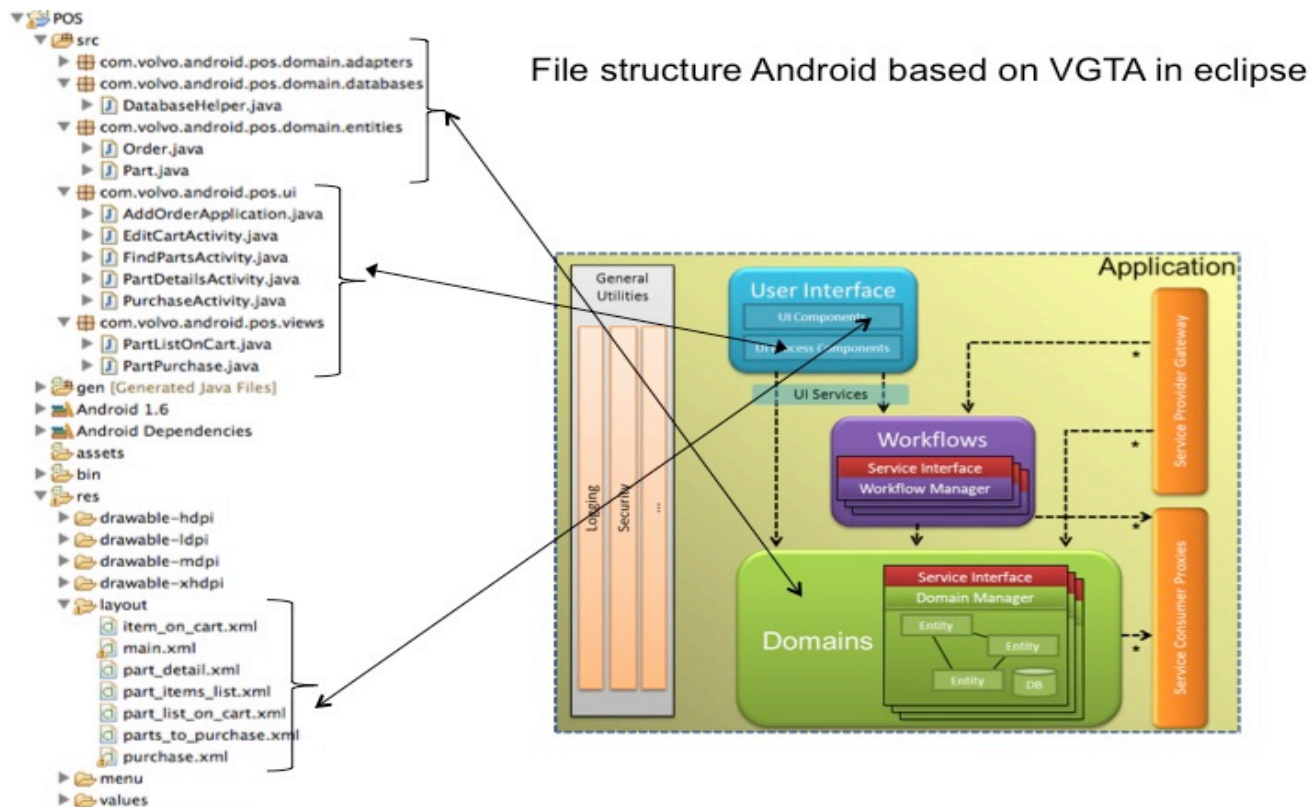 POS
src
com.volvo.android.pos.domain.adapters
com.volvo.android.pos.domain.databases
DatabaseHelper.java
com.volvo.android.pos.domain.entities
Order.java
Part.java
com.volvo.android.pos.ui
AddOrderApplication.java
EditCartActivity.java
FindPartsActivity.java
PartDetailsActivity.java
PurchaseActivity.java
com.volvo.android.pos.views
PartListOnCart.java
PartPurchase.java
gen [Generated Java Files]
Android 1.6
Android Dependencies
assets
bin
res
drawable-hdpi
drawable-ldpi
drawable-mdpi
drawable-xhdpi
layout
item_on_cart.xml
main.xml
part_detail.xml
part_items_list.xml
part_list_on_cart.xml
parts_to_purchase.xml
purchase.xml
menu
values
File structure Android based on VGTA in eclipse
Application
General
Utilities
Logging
Security
...
User Interface
UI Components
UI Process Components
UI Services
Workflows
Service Interface
Workflow Manager
Domains
Service Interface
Domain Manager
Entity
Entity
Entity
DB
Service Provider Gateway
Service Consumer Proxies
*
*
*
*